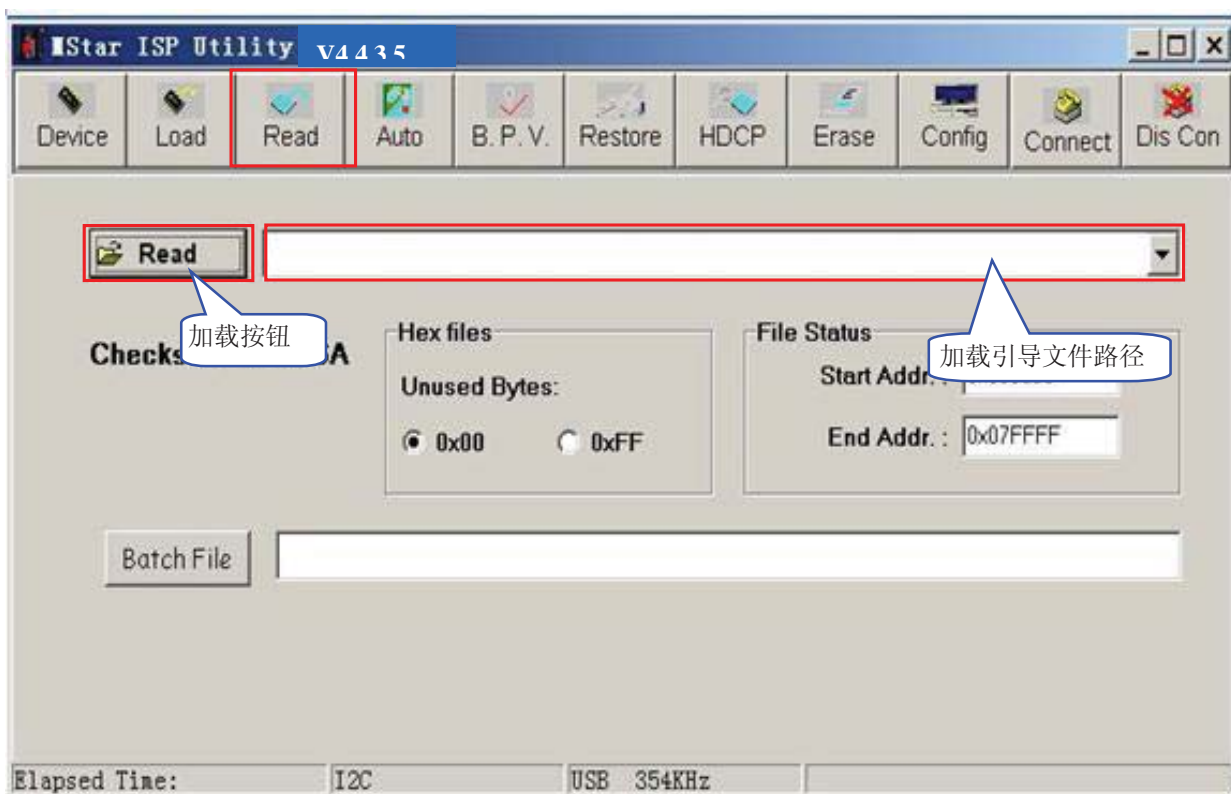 MStar ISP Utility V4 4 3 5
Device Load Read Auto B. P. V. Restore HDCP Erase Config Connect Dis Con
Read
加载按钮
加载引导文件路径
Hex files
Unused Bytes:
0x00 0xFF
File Status
Start Addr. :
End Addr. : 0x07FFFF
Batch File
Elapsed Time: I2C USB 354KHz